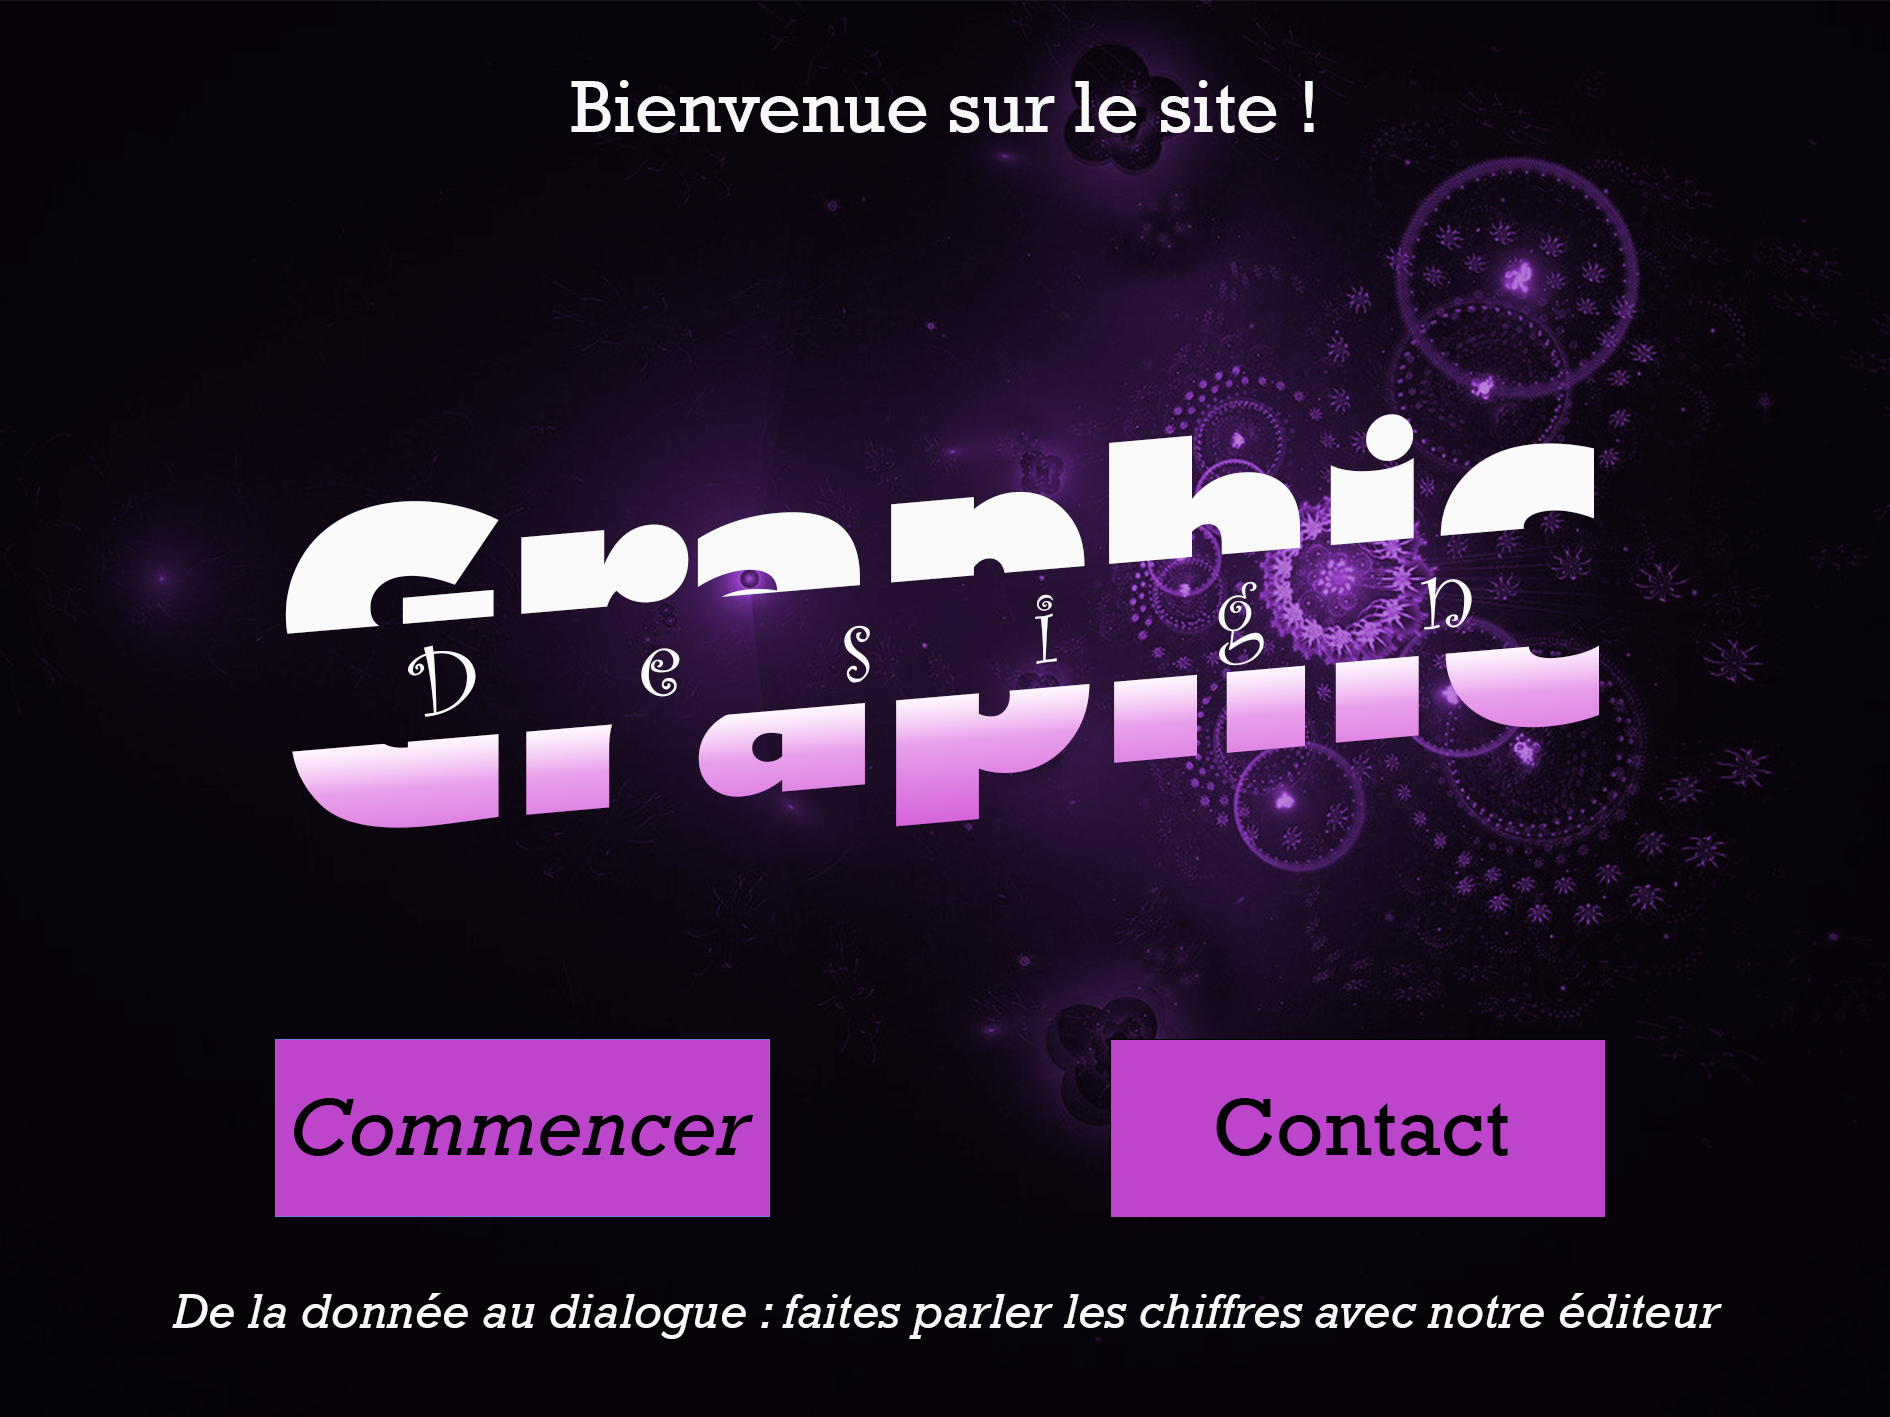 Bienvenue sur le site !
Graphic
Design
Commencer
Contact
De la donnée au dialogue : faites parler les chiffres avec notre éditeur